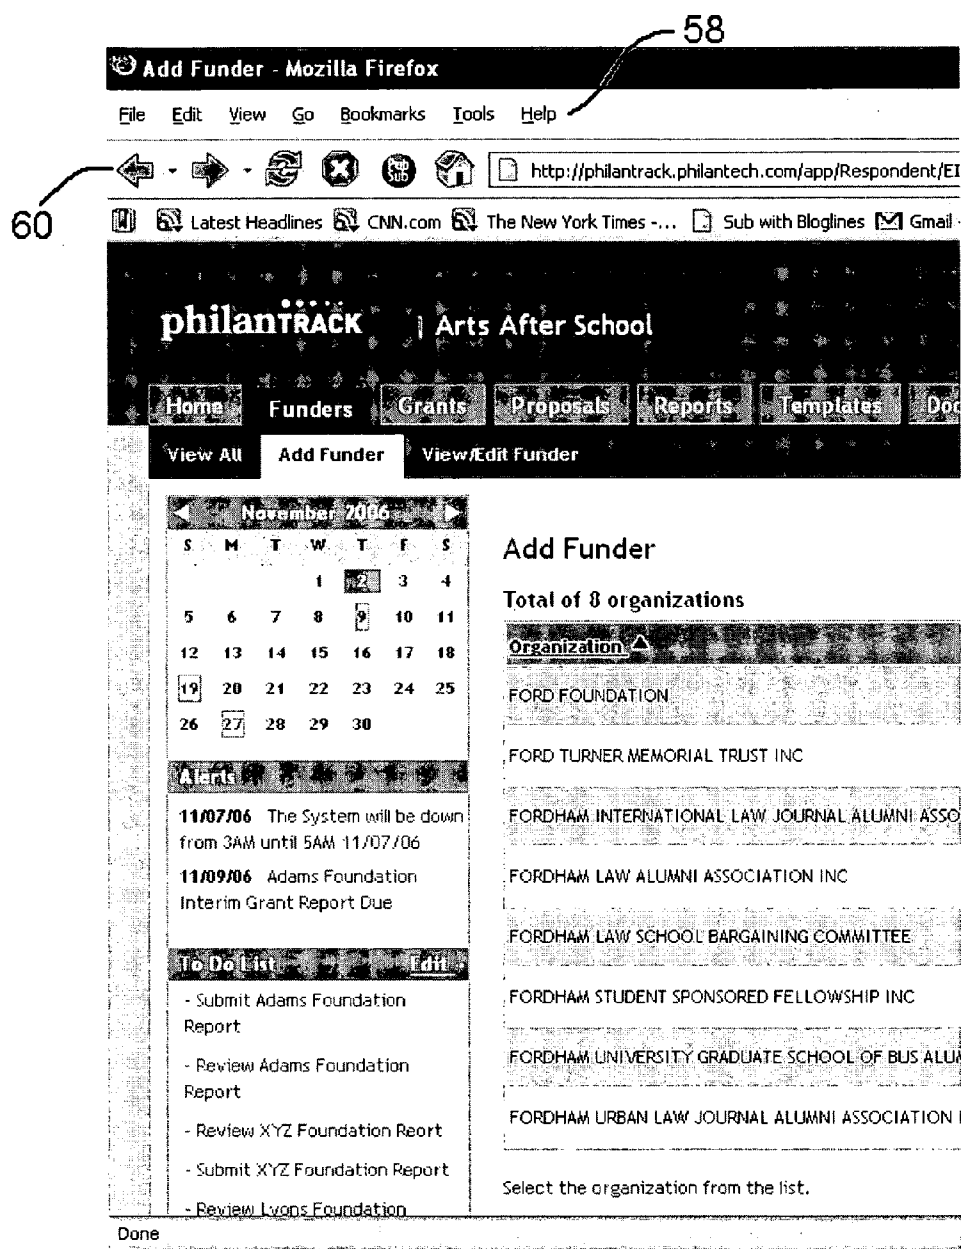 58
Add Funder - Mozilla Firefox
File Edit View Go Bookmarks Tools Help
60
http://philantrack.philantech.com/app/Respondent/EI
Latest Headlines CNN.com The New York Times -... Sub with Bloglines Gmail
philanTRACK | Arts After School
Home Funders Grants Proposals Reports Templates Doc
View All Add Funder View/Edit Funder
November 2006
S M T W T F S
1 2 3 4
5 6 7 8 9 10 11
12 13 14 15 16 17 18
19 20 21 22 23 24 25
26 27 28 29 30
Alerts
11/07/06 The System will be down
from 3AM until 5AM 11/07/06
11/09/06 Adams Foundation
Interim Grant Report Due
To Do List Edit
- Submit Adams Foundation
Report
- Review Adams Foundation
Report
- Review XYZ Foundation Reort
- Submit XYZ Foundation Report
- Review Lyons Foundation
Add Funder
Total of 8 organizations
Organization
FORD FOUNDATION
FORD TURNER MEMORIAL TRUST INC
FORDHAM INTERNATIONAL LAW JOURNAL ALUMNI ASSO
FORDHAM LAW ALUMNI ASSOCIATION INC
FORDHAM LAW SCHOOL BARGAINING COMMITTEE
FORDHAM STUDENT SPONSORED FELLOWSHIP INC
FORDHAM UNIVERSITY GRADUATE SCHOOL OF BUS ALUM
FORDHAM URBAN LAW JOURNAL ALUMNI ASSOCIATION I
Select the organization from the list.
Done